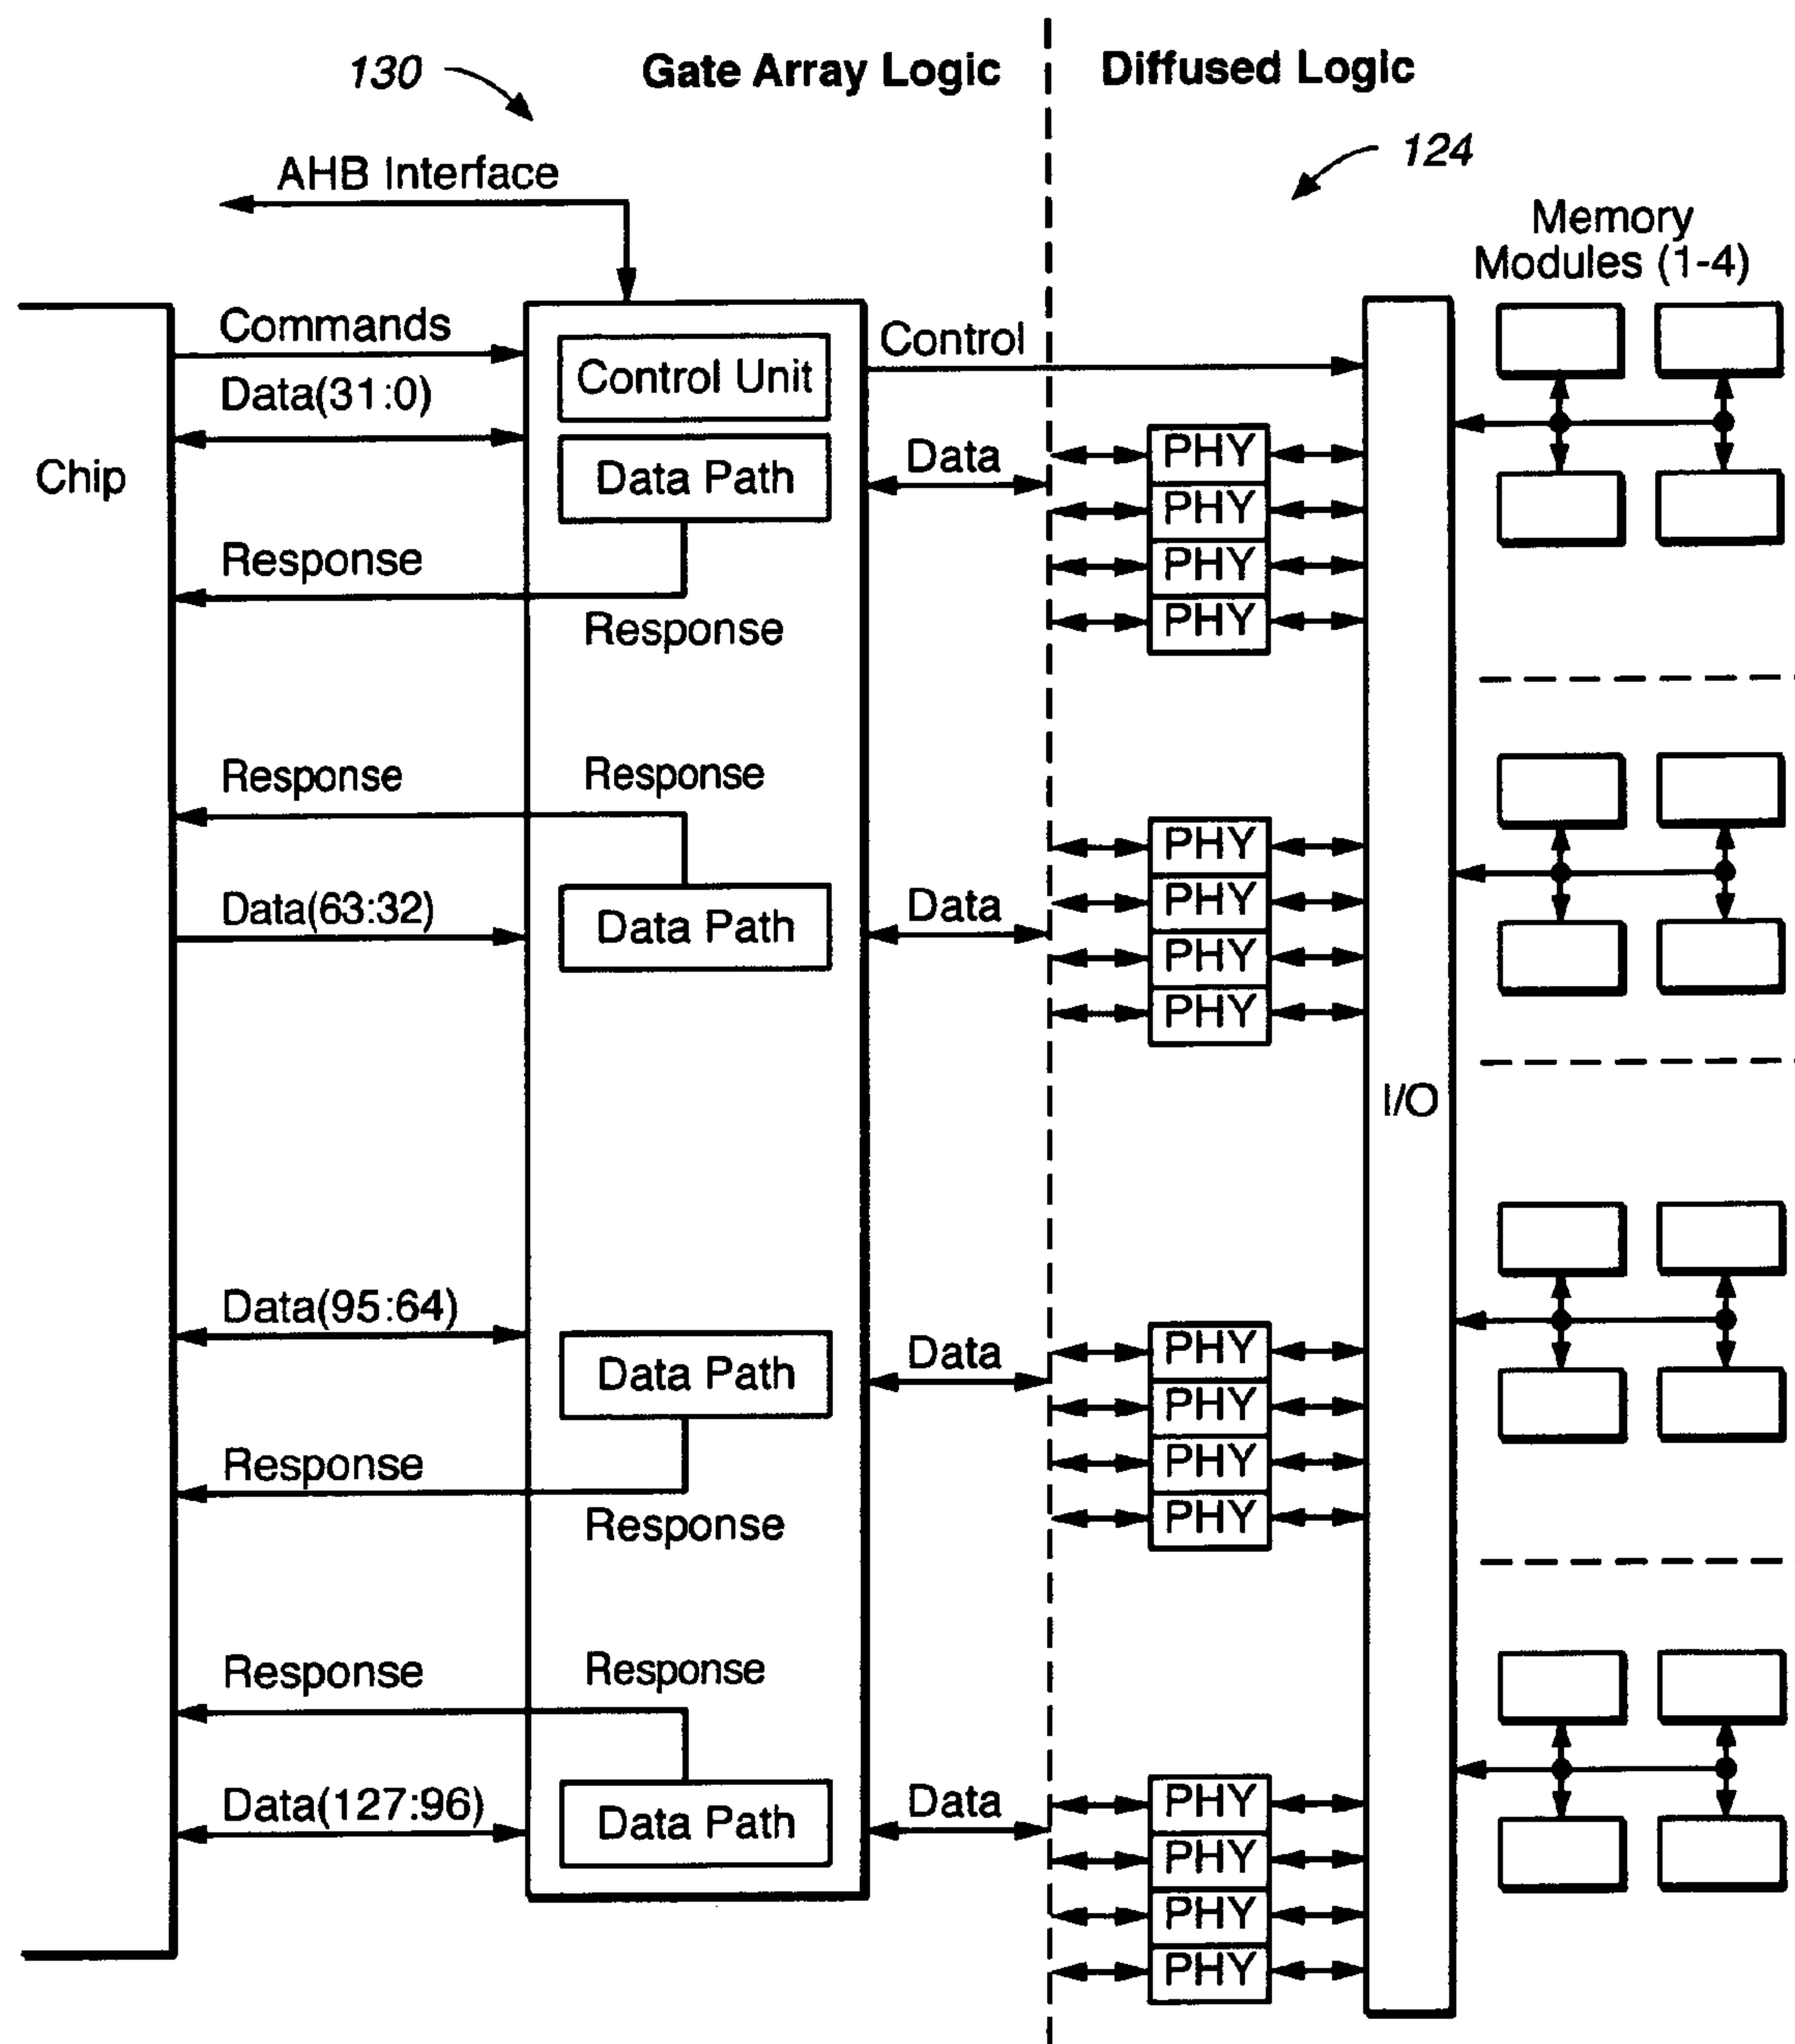 130
Gate Array Logic
Diffused Logic
124
AHB Interface
Memory
Modules (1-4)
Commands
Control
Control Unit
Data(31:0)
Chip
Data Path
Data
PHY
PHY
PHY
PHY
Response
Response
Response
Response
Data(63:32)
Data Path
Data
PHY
PHY
PHY
PHY
I/O
Data(95:64)
Data Path
Data
PHY
PHY
PHY
PHY
Response
Response
Response
Response
Data(127:96)
Data Path
Data
PHY
PHY
PHY
PHY